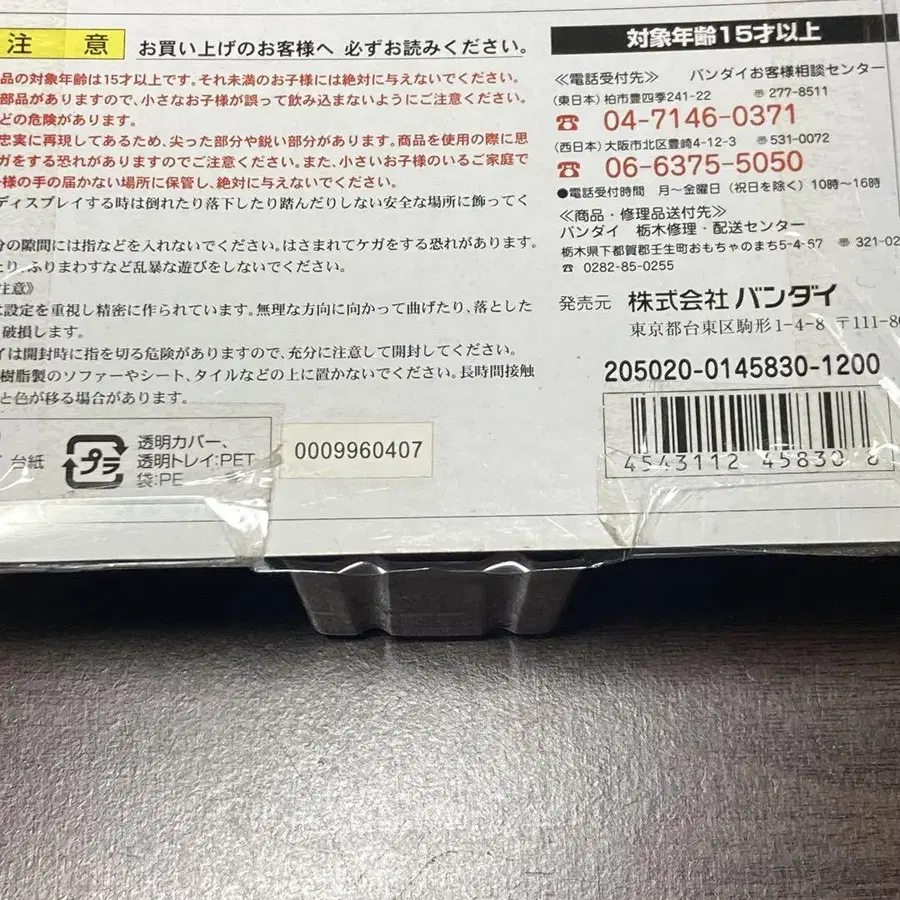 注意 お買い上げのお客様へ 必ずお読みください。
品の対象年齢は15才以上です。それ未満のお子様には絶対に与えないでください。
部品がありますので、小さなお子様が誤って飲み込まないようにご注意ください。
どの危険があります。
忠実に再現してあるため、尖った部分や鋭い部分があります。商品を使用の際に思
ガをする恐れがありますのでご注意ください。また、小さいお子様のいるご家庭で
様の手の届かない場所に保管し、絶対に与えないでください。
ディスプレイする時は倒れたり落下したり踏んだりしない安全な場所に飾ってく
分の隙間には指などを入れないでください。はさまれてケガをする恐れがあります。
たり、ふりまわすなど乱暴な遊びをしないでください。
注意》
設定を重視し精密に作られています。無理な方向に向かって曲げたり、落とした
破損します。
イは開封時に指を切る危険がありますので、充分に注意して開封してください。
樹脂製のソファーやシート、タイルなどの上に置かないでください。長時間接触
と色が移る場合があります。
台紙
プラ
透明カバー、
透明トレイ:PET
袋:PE
0009960407
対象年齢15才以上
≪電話受付先≫ バンダイお客様相談センター
(東日本) 柏市豊四季241-22 〠277-8511
☎ 04-7146-0371
(西日本) 大阪市北区豊崎4-12-3 〠531-0072
☎ 06-6375-5050
●電話受付時間 月〜金曜日 (祝日を除く) 10時〜16時
≪商品・修理品送付先≫
バンダイ 栃木修理・配送センター
栃木県下都賀郡壬生町おもちゃのまち5-4-67 〠321-02
☎ 0282-85-0255
発売元 株式会社バンダイ
東京都台東区駒形1-4-8 〒111-80
205020-0145830-1200
4543112 458308